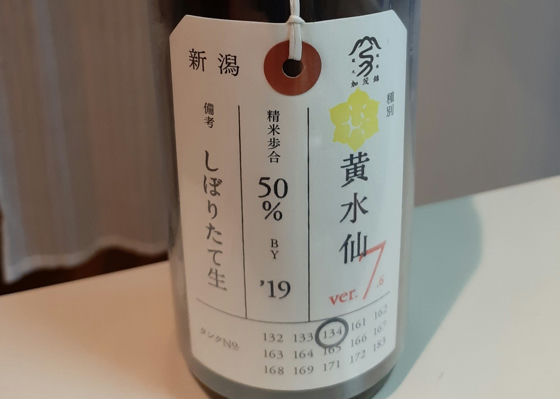 加茂錦
種別
黄水仙
ver.7.6
精米歩合
50%
BY
'19
新潟
備考
しぼりたて生
タンクNo.
132 133 134 161 162
163 164 165 166 167
168 169 171 172 183